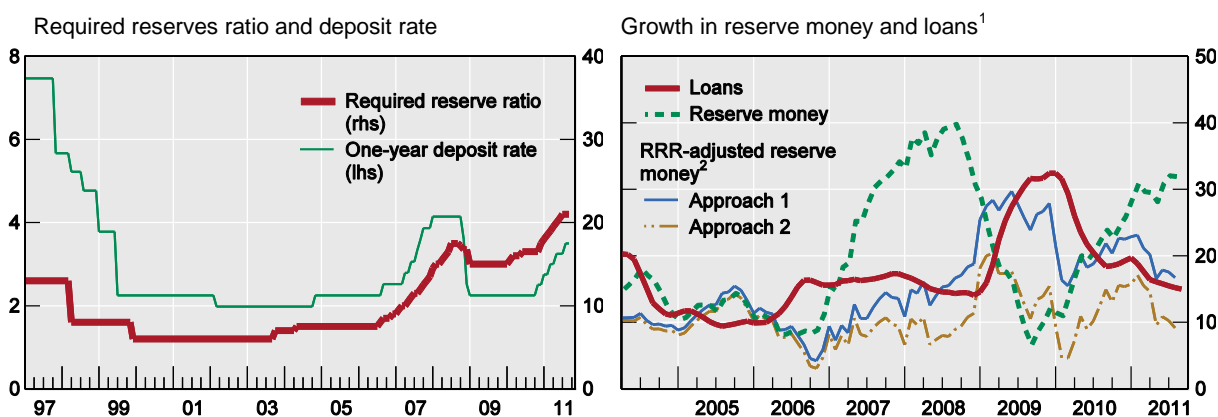 Required reserves ratio and deposit rate
8
40
6
30
4
20
2
10
0
0
Required reserve ratio
(rhs)
One-year deposit rate
(lhs)
97 99 01 03 05 07 09 11
Growth in reserve money and loans1
50
40
30
20
10
0
Loans
Reserve money
RRR-adjusted reserve
money2
Approach 1
Approach 2
2005 2006 2007 2008 2009 2010 2011